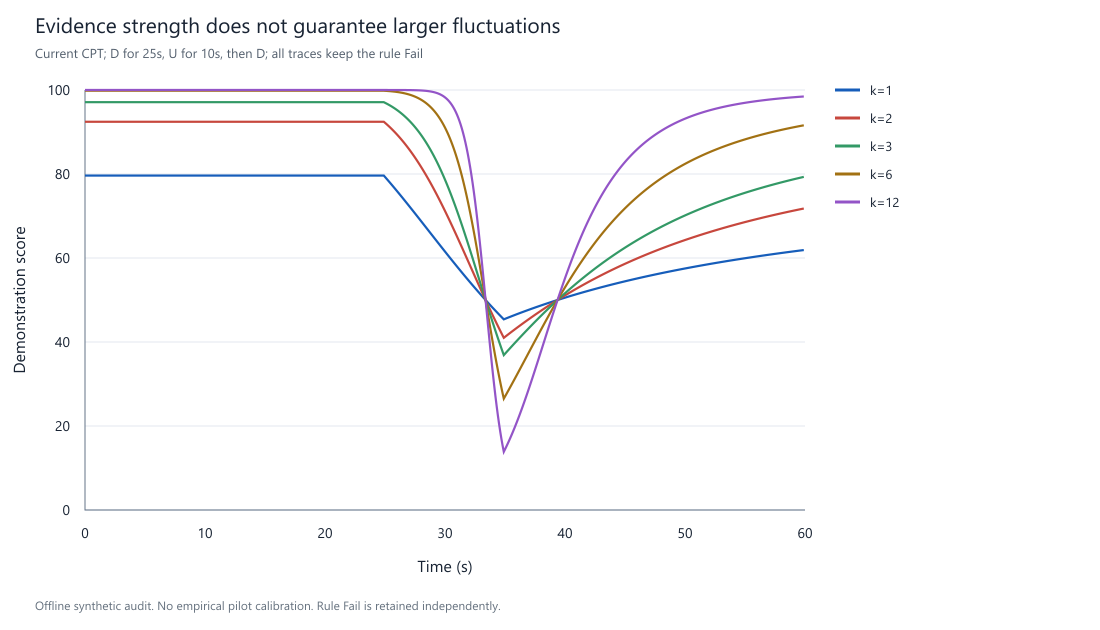 Evidence strength does not guarantee larger fluctuations
Current CPT; D for 25s, U for 10s, then D; all traces keep the rule Fail
100
80
60
40
20
0
Demonstration score
0 10 20 30 40 50 60
Time (s)
k=1
k=2
k=3
k=6
k=12
Offline synthetic audit. No empirical pilot calibration. Rule Fail is retained independently.